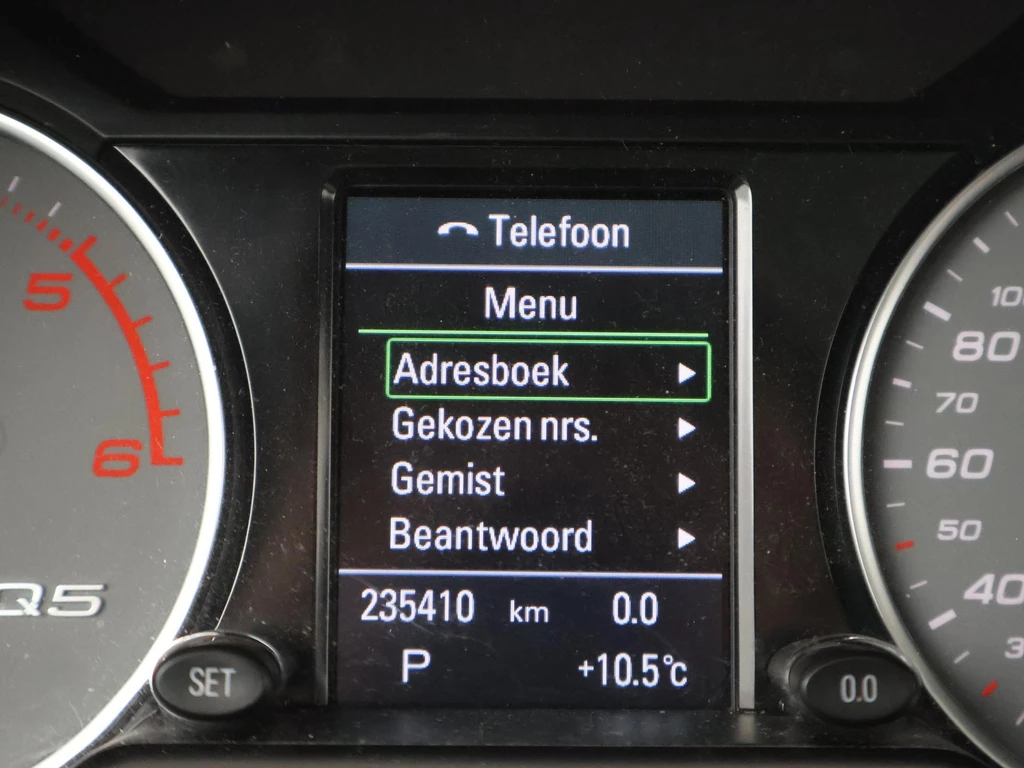 Telefoon
Menu
Adresboek
Gekozen nrs.
Gemist
Beantwoord
235410 km 0.0
P +10.5°C
SET
0.0
5
6
Q5
80
70
60
50
40